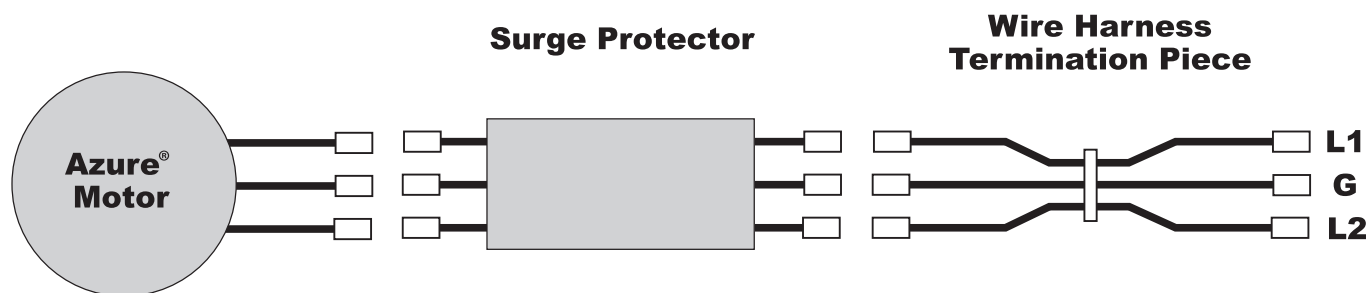 Surge Protector
Wire Harness
Termination Piece
Azure®
Motor
L1
G
L2